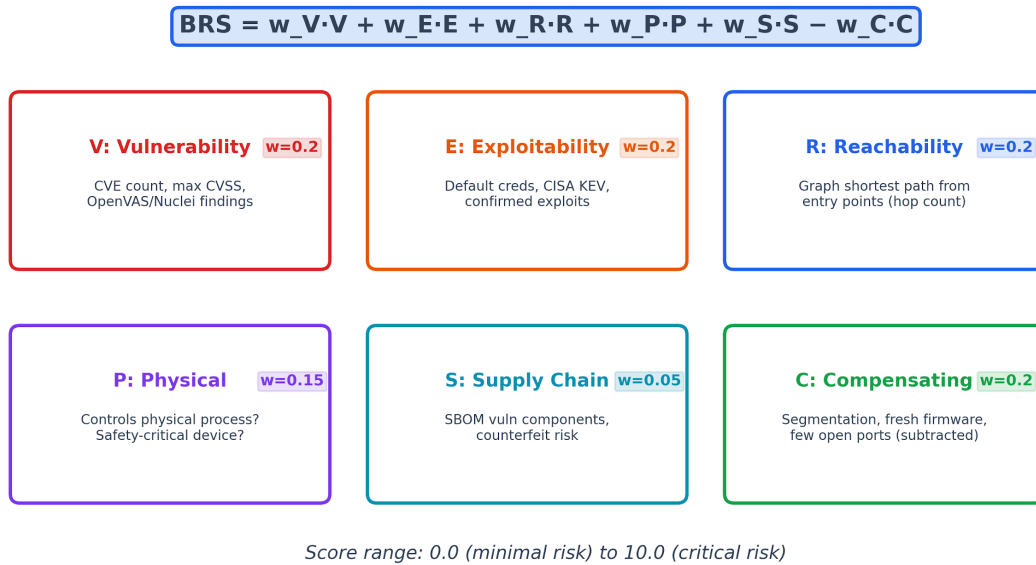 BRS = w_V·V + w_E·E + w_R·R + w_P·P + w_S·S − w_C·C
V: Vulnerability w=0.2
CVE count, max CVSS,
OpenVAS/Nuclei findings
E: Exploitability w=0.2
Default creds, CISA KEV,
confirmed exploits
R: Reachability w=0.2
Graph shortest path from
entry points (hop count)
P: Physical w=0.15
Controls physical process?
Safety-critical device?
S: Supply Chain w=0.05
SBOM vuln components,
counterfeit risk
C: Compensating w=0.2
Segmentation, fresh firmware,
few open ports (subtracted)
Score range: 0.0 (minimal risk) to 10.0 (critical risk)